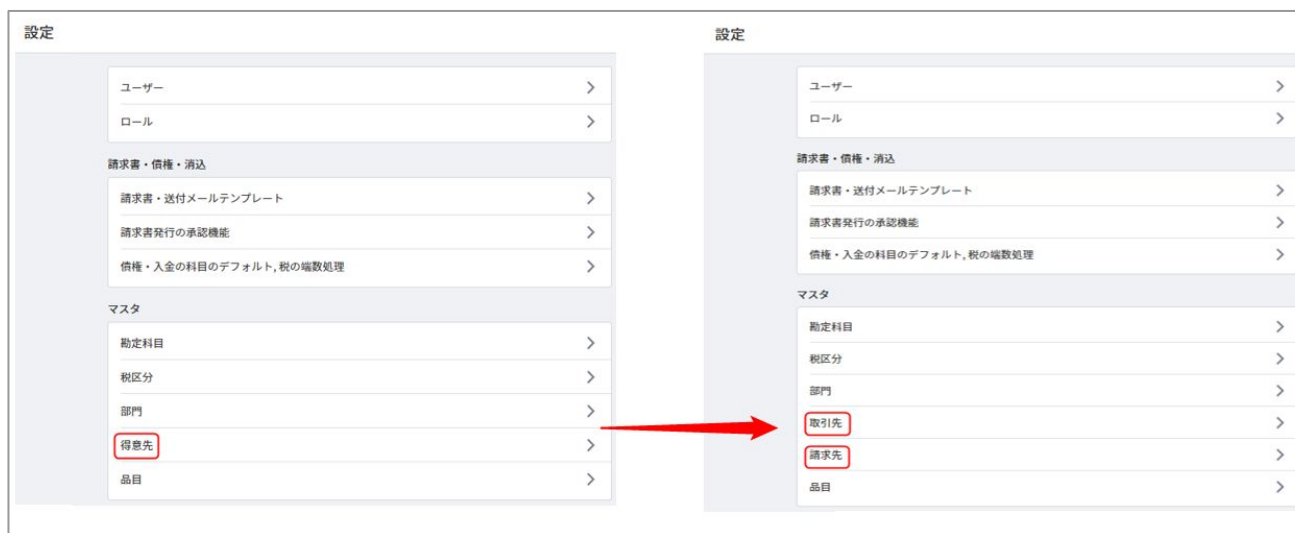 設定
ユーザー
ロール
請求書・債権・消込
請求書・送付メールテンプレート
請求書発行の承認機能
債権・入金の科目のデフォルト,税の端数処理
マスタ
勘定科目
税区分
部門
得意先
品目
設定
ユーザー
ロール
請求書・債権・消込
請求書・送付メールテンプレート
請求書発行の承認機能
債権・入金の科目のデフォルト,税の端数処理
マスタ
勘定科目
税区分
部門
取引先
請求先
品目